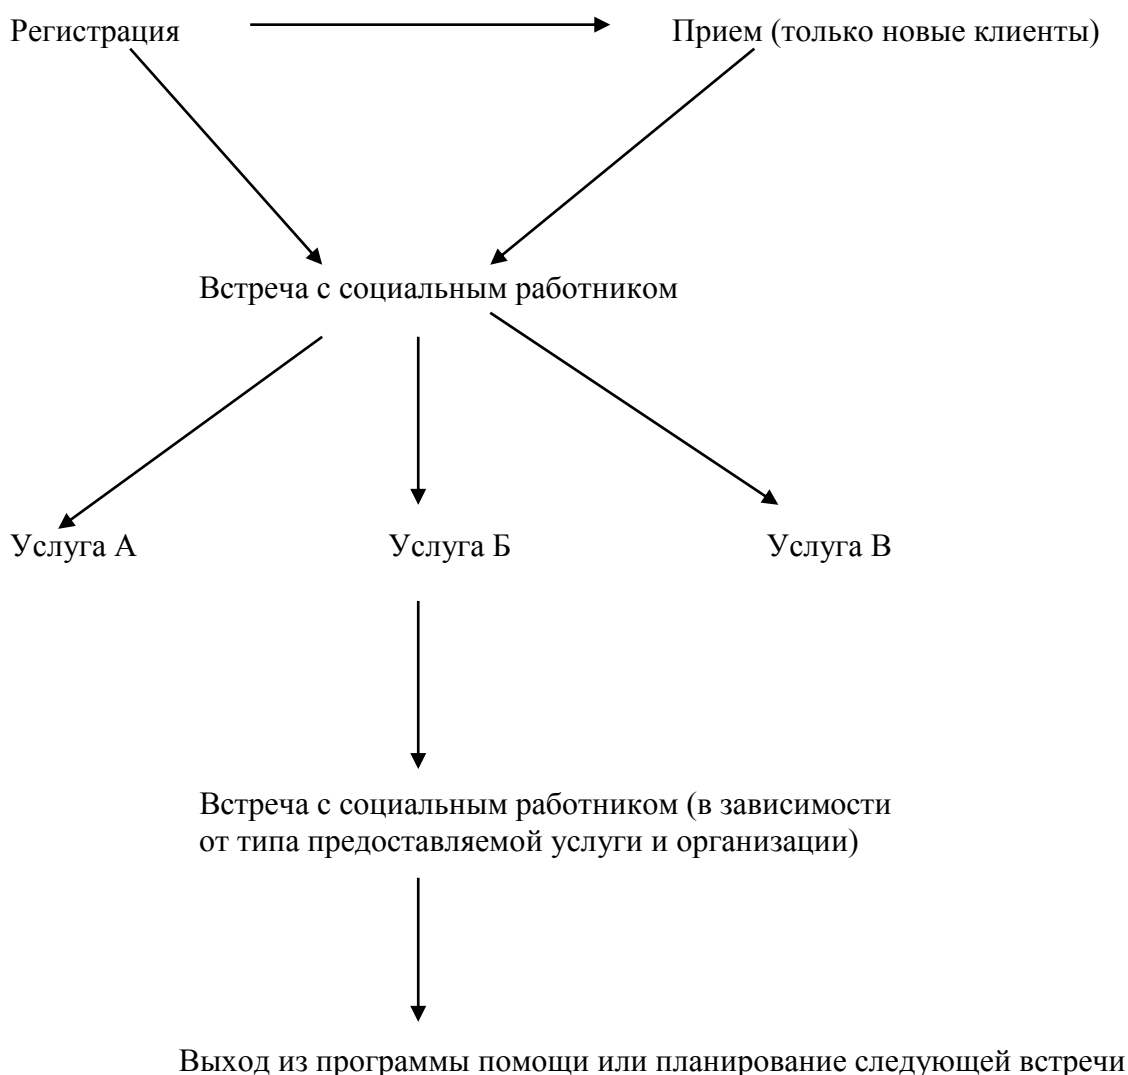 Регистрация
Прием (только новые клиенты)
Встреча с социальным работником
Услуга А
Услуга Б
Услуга В
Встреча с социальным работником (в зависимости
от типа предоставляемой услуги и организации)
Выход из программы помощи или планирование следующей встречи